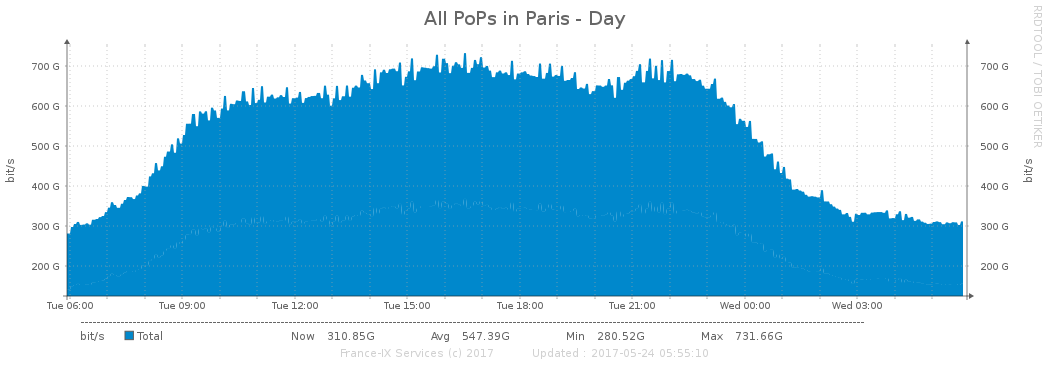 All PoPs in Paris - Day
RRDTOOL / TOBI OETIKER
bit/s
700 G
600 G
500 G
400 G
300 G
200 G
700 G
600 G
500 G
400 G
300 G
200 G
bit/s
Tue 06:00 Tue 09:00 Tue 12:00 Tue 15:00 Tue 18:00 Tue 21:00 Wed 00:00 Wed 03:00
bit/s Total Now 310.85G Avg 547.39G Min 280.52G Max 731.66G
France-IX Services (c) 2017 Updated : 2017-05-24 05:55:10